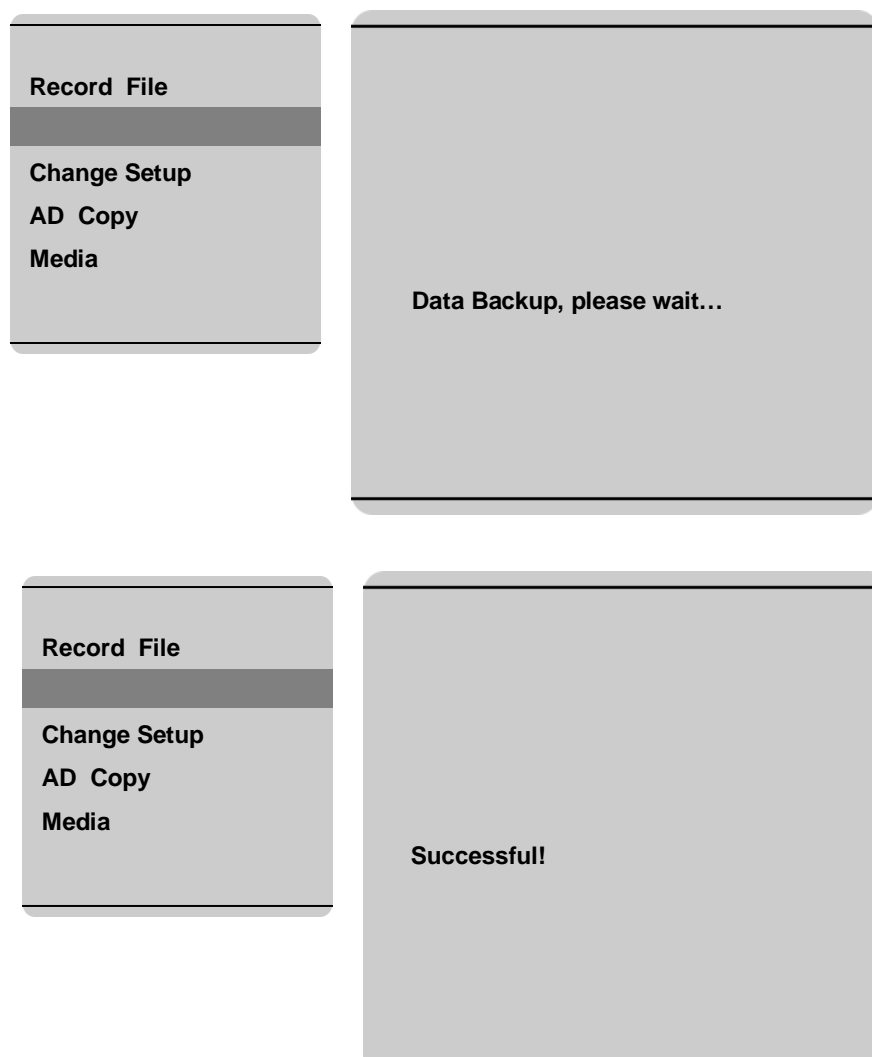 Record File
Change Setup
AD Copy
Media
Data Backup, please wait…
Record File
Change Setup
AD Copy
Media
Successful!